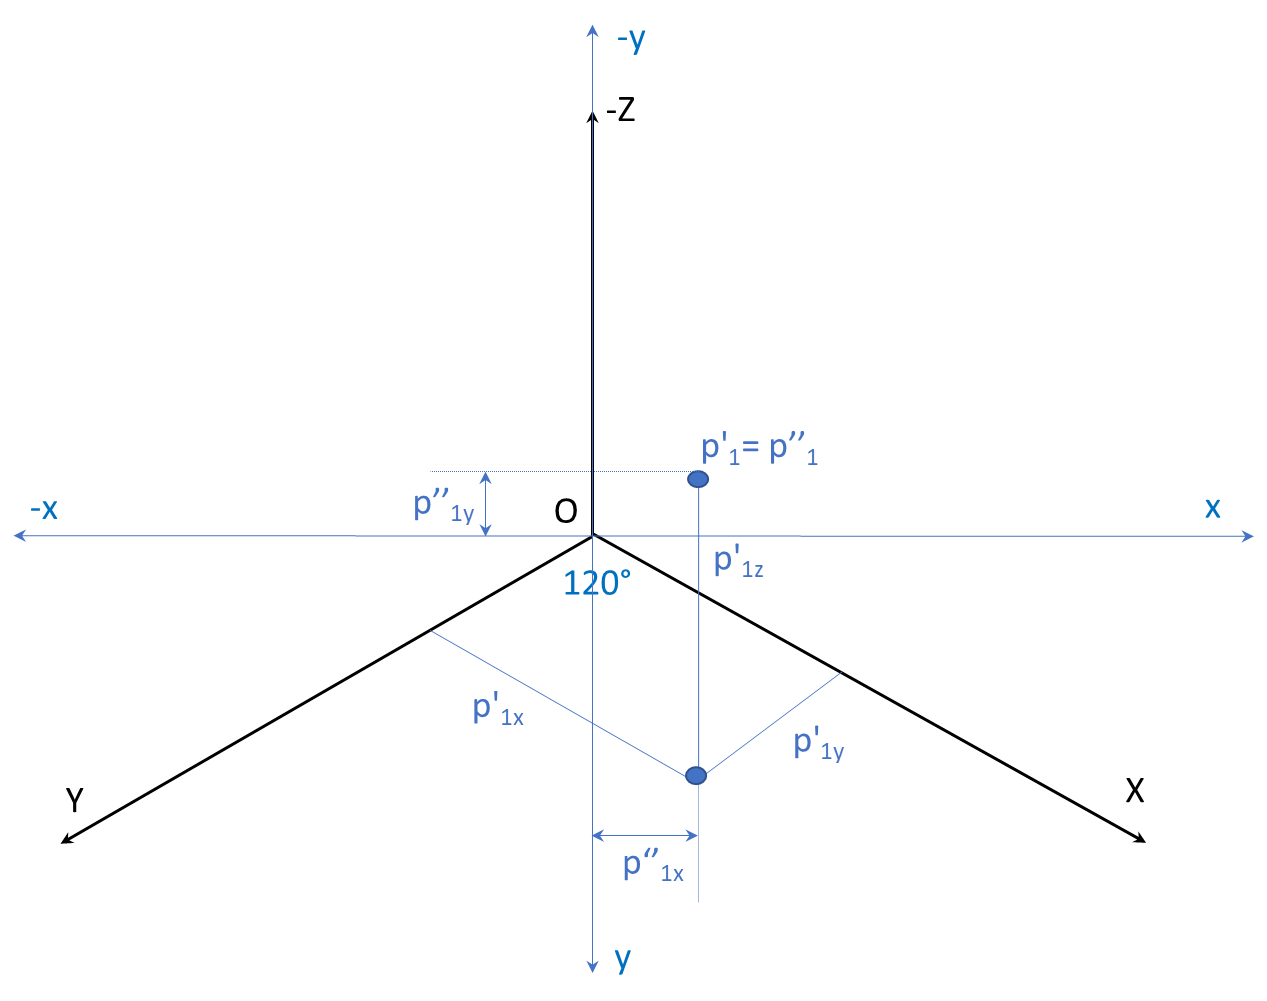 -y
-Z
p'1= p’’1
p’’1y
O
-x
x
p'1z
120°
p'1x
p'1y
Y
X
p‘’1x
y